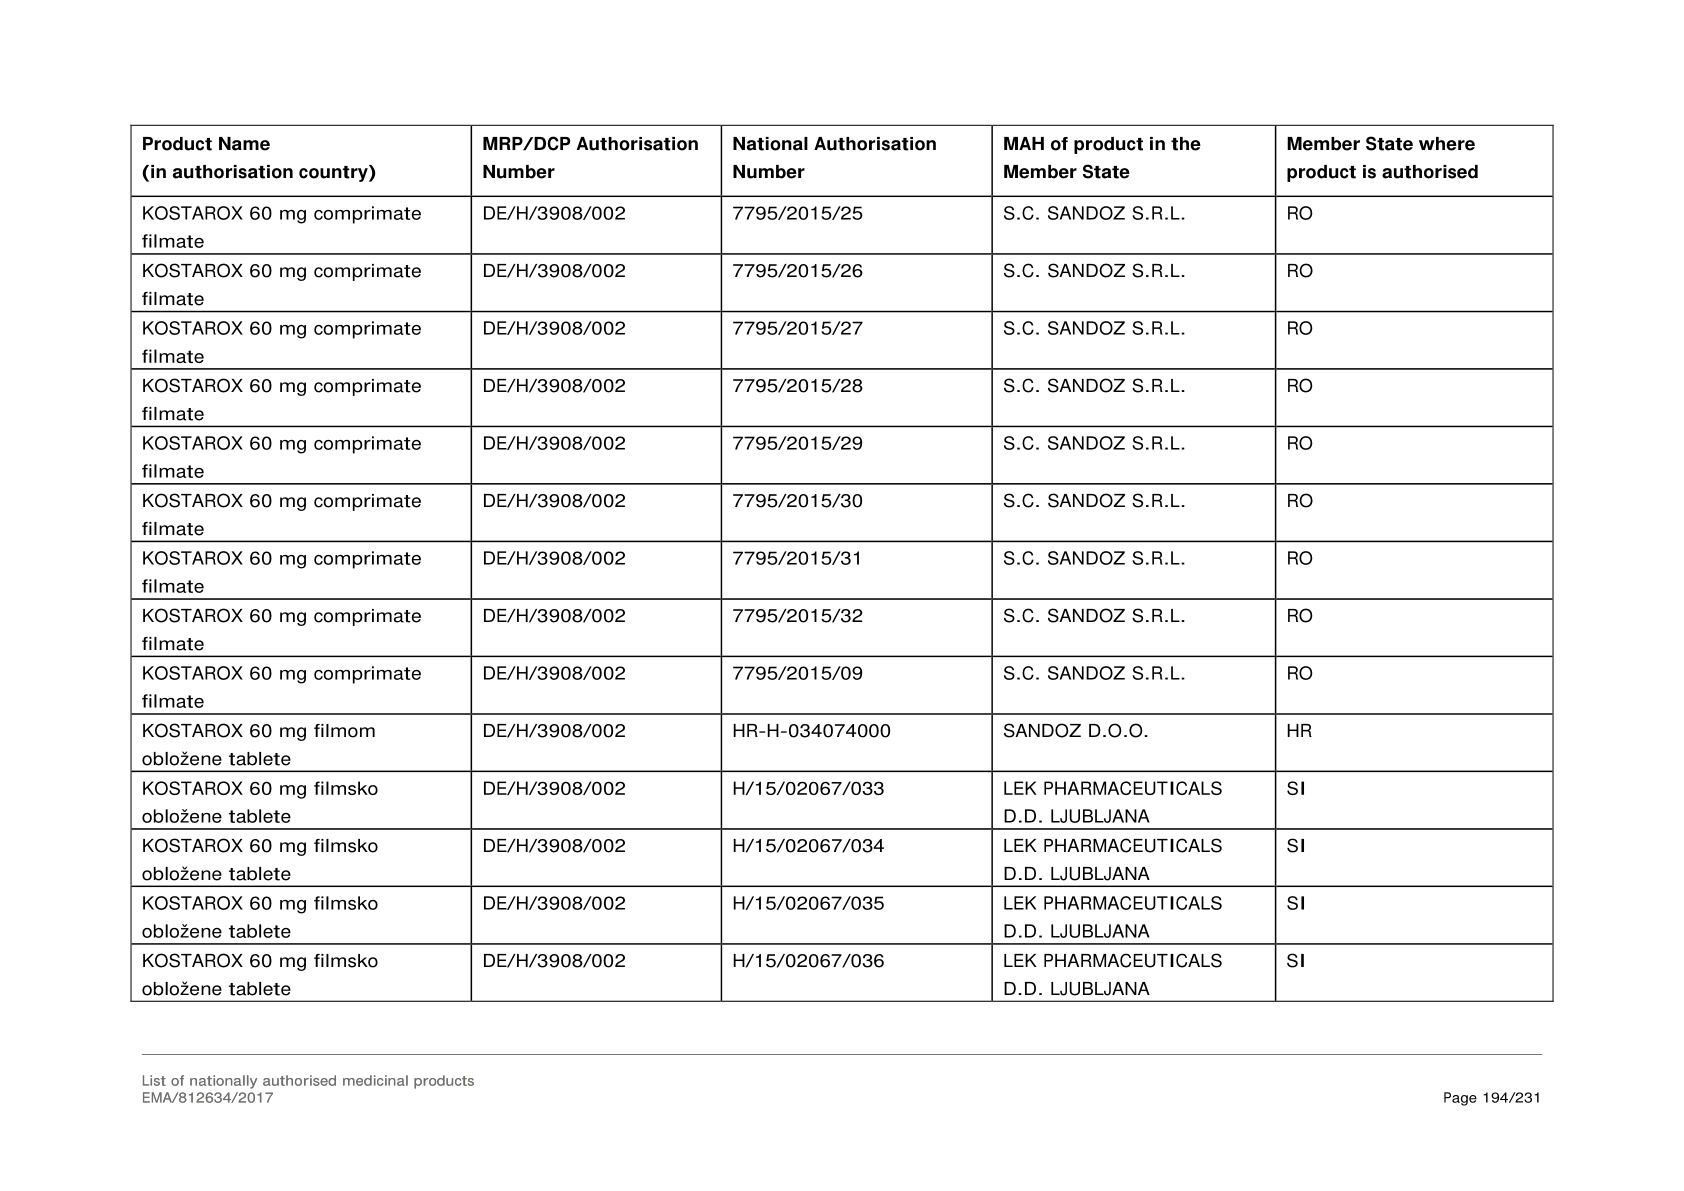 Product Name
(in authorisation country)
MRP/DCP Authorisation
Number
National Authorisation
Number
MAH of product in the
Member State
Member State where
product is authorised
KOSTAROX 60 mg comprimate
filmate
DE/H/3908/002
7795/2015/25
S.C. SANDOZ S.R.L.
RO
KOSTAROX 60 mg comprimate
filmate
DE/H/3908/002
7795/2015/26
S.C. SANDOZ S.R.L.
RO
KOSTAROX 60 mg comprimate
filmate
DE/H/3908/002
7795/2015/27
S.C. SANDOZ S.R.L.
RO
KOSTAROX 60 mg comprimate
filmate
DE/H/3908/002
7795/2015/28
S.C. SANDOZ S.R.L.
RO
KOSTAROX 60 mg comprimate
filmate
DE/H/3908/002
7795/2015/29
S.C. SANDOZ S.R.L.
RO
KOSTAROX 60 mg comprimate
filmate
DE/H/3908/002
7795/2015/30
S.C. SANDOZ S.R.L.
RO
KOSTAROX 60 mg comprimate
filmate
DE/H/3908/002
7795/2015/31
S.C. SANDOZ S.R.L.
RO
KOSTAROX 60 mg comprimate
filmate
DE/H/3908/002
7795/2015/32
S.C. SANDOZ S.R.L.
RO
KOSTAROX 60 mg comprimate
filmate
DE/H/3908/002
7795/2015/09
S.C. SANDOZ S.R.L.
RO
KOSTAROX 60 mg filmom
obložene tablete
DE/H/3908/002
HR-H-034074000
SANDOZ D.O.O.
HR
KOSTAROX 60 mg filmsko
obložene tablete
DE/H/3908/002
H/15/02067/033
LEK PHARMACEUTICALS
D.D. LJUBLJANA
SI
KOSTAROX 60 mg filmsko
obložene tablete
DE/H/3908/002
H/15/02067/034
LEK PHARMACEUTICALS
D.D. LJUBLJANA
SI
KOSTAROX 60 mg filmsko
obložene tablete
DE/H/3908/002
H/15/02067/035
LEK PHARMACEUTICALS
D.D. LJUBLJANA
SI
KOSTAROX 60 mg filmsko
obložene tablete
DE/H/3908/002
H/15/02067/036
LEK PHARMACEUTICALS
D.D. LJUBLJANA
SI
List of nationally authorised medicinal products
EMA/812634/2017
Page 194/231